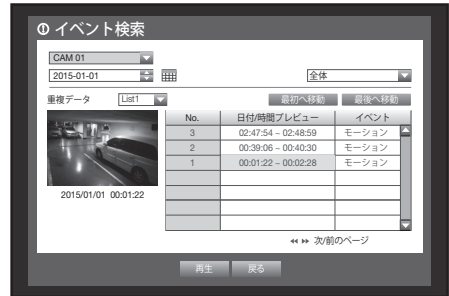 イベント検索
CAM 01
2015-01-01
全体
重複データ List1 最初へ移動 最後へ移動
No. 日付/時間プレビュー イベント
3 02:47:54 ~ 02:48:59 モーション
2 00:39:06 ~ 00:40:30 モーション
1 00:01:22 ~ 00:02:28 モーション
2015/01/01 00:01:22
次/前のページ
再生 戻る